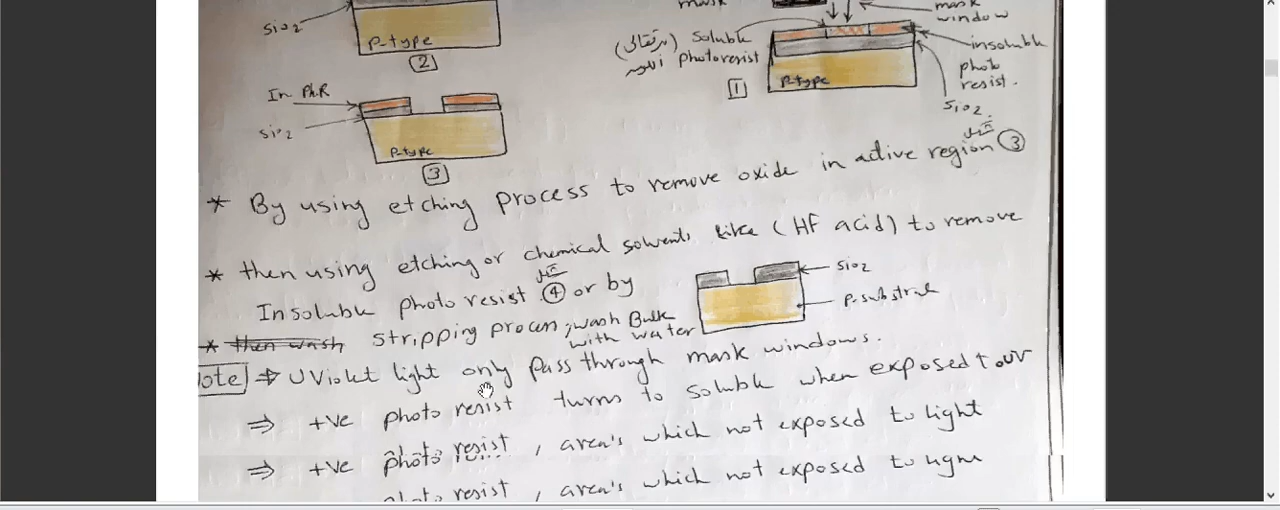 mask
mask
window
SiO2
P-type
2
(برتقالى) Soluble
photoresist
insoluble
photo
resist.
SiO2
P-type
1
In PhR
SiO2
P-type
3
* By using etching process to remove oxide in active region 3
شكل
* then using etching or chemical solvents like (HF acid) to remove
Insoluble photo resist شكل 4 or by
SiO2
P-substrate
* then wash stripping process, wash Bulk
with water
Note → UViolet light only pass through mask windows.
⇒ +ve photo resist turns to soluble when exposed to UV
⇒ +ve photo resist, area's which not exposed to light
photo resist, area's which not exposed to light